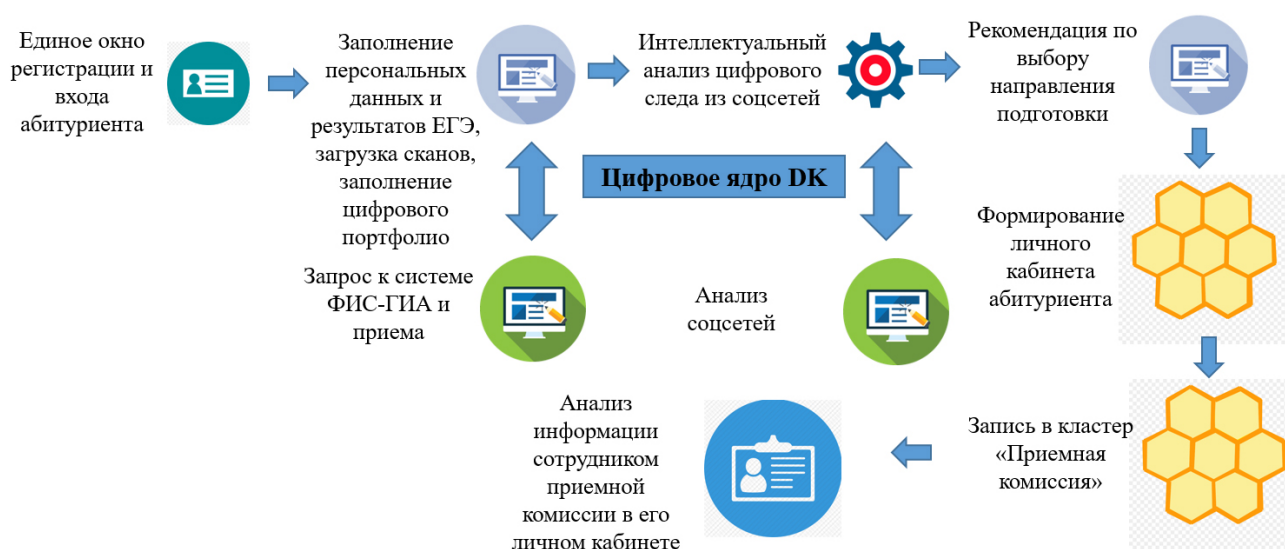 Единое окно
регистрации и
входа
абитуриента
Заполнение
персональных
данных и
результатов ЕГЭ,
загрузка сканов,
заполнение
цифрового
портфолио
Интеллектуальный
анализ цифрового
следа из соцсетей
Рекомендация по
выбору
направления
подготовки
Цифровое ядро DK
Формирование
личного
кабинета
абитуриента
Запрос к системе
ФИС-ГИА и
приема
Анализ
соцсетей
Анализ
информации
сотрудником
приемной
комиссии в его
личном кабинете
Запись в кластер
«Приемная
комиссия»